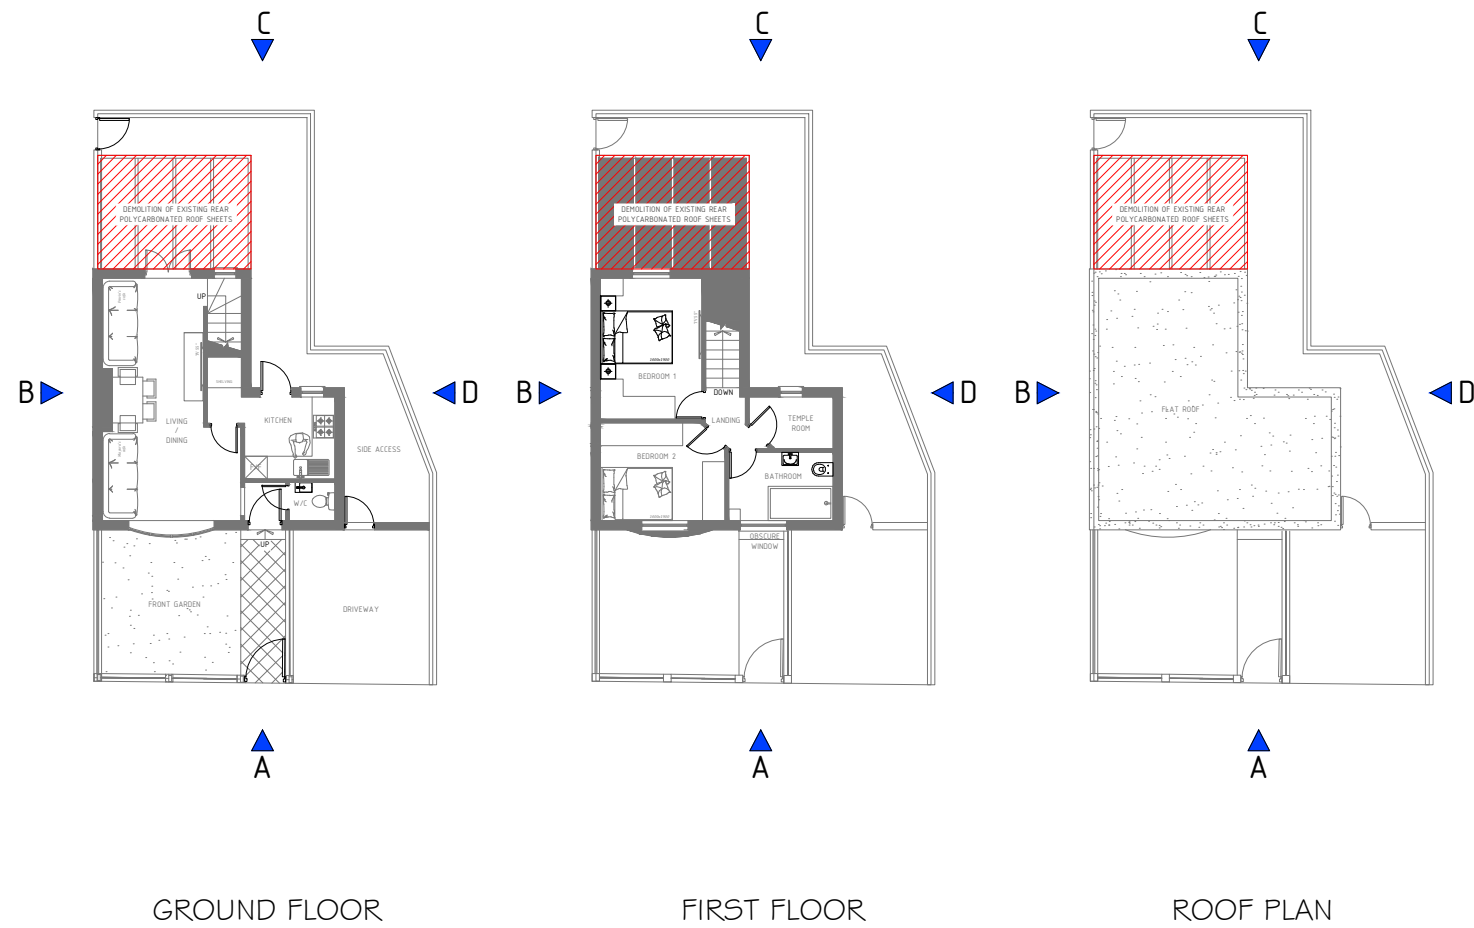 C
C
C
DEMOLITION OF EXISTING REAR
POLYCARBONATED ROOF SHEETS
DEMOLITION OF EXISTING REAR
POLYCARBONATED ROOF SHEETS
DEMOLITION OF EXISTING REAR
POLYCARBONATED ROOF SHEETS
UP
B
D
LIVING
/
DINING
KITCHEN
SIDE ACCESS
W/C
UP
FRONT GARDEN
DRIVEWAY
B
D
BEDROOM 1
DOWN
LANDING
TEMPLE
ROOM
BEDROOM 2
BATHROOM
OBSCURE
WINDOW
B
D
FLAT ROOF
A
A
A
GROUND FLOOR
FIRST FLOOR
ROOF PLAN